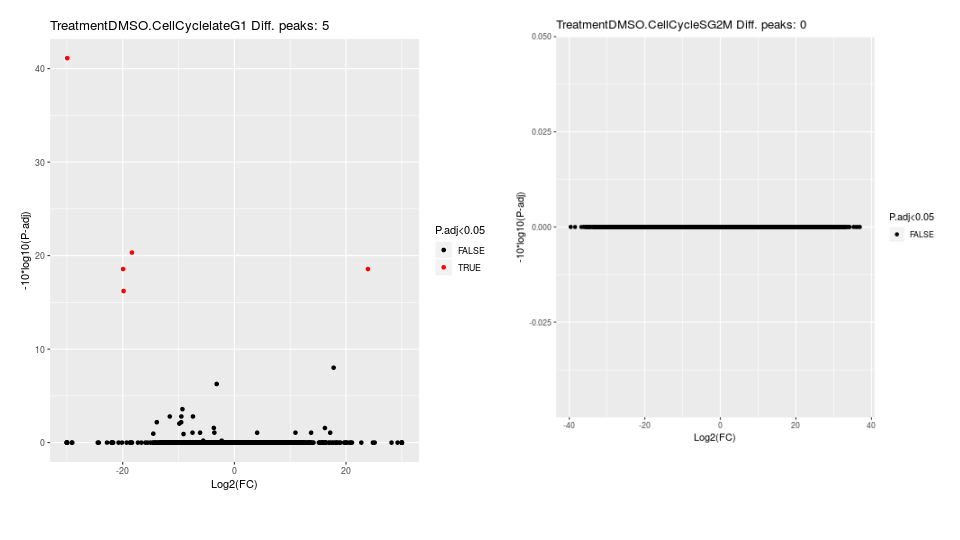 TreatmentDMSO.CellCyclelateG1 Diff. peaks: 5
40
30
20
10
0
-20
0
20
-10*log10(P-adj)
Log2(FC)
P.adj<0.05
FALSE
TRUE
TreatmentDMSO.CellCycleSG2M Diff. peaks: 0
0.050
0.025
0.000
-0.025
-40
-20
0
20
40
-10*log10(P-adj)
Log2(FC)
P.adj<0.05
FALSE